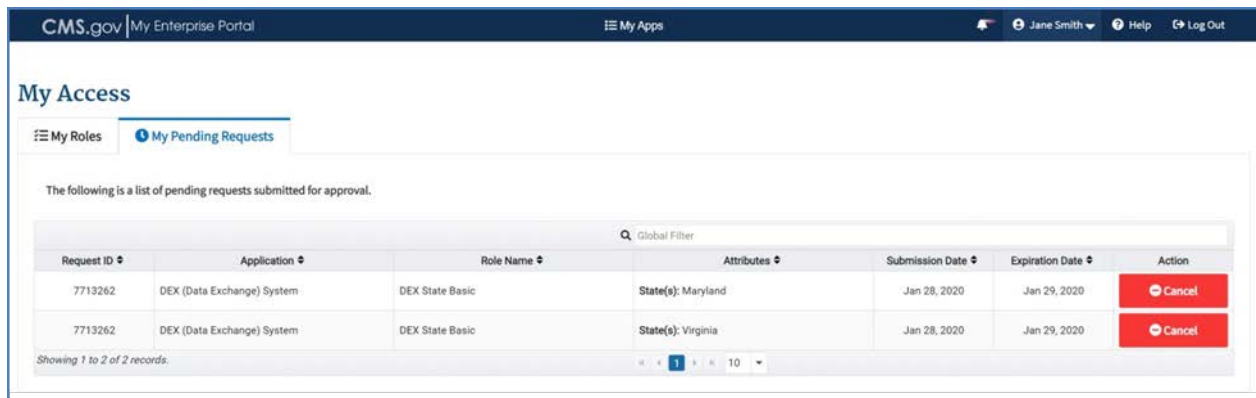 CMS.gov My Enterprise Portal My Apps Jane Smith Help Log Out
My Access
My Roles My Pending Requests
The following is a list of pending requests submitted for approval.
Global Filter
Request ID Application Role Name Attributes Submission Date Expiration Date Action
7713262 DEX (Data Exchange) System DEX State Basic State(s): Maryland Jan 28, 2020 Jan 29, 2020 Cancel
7713262 DEX (Data Exchange) System DEX State Basic State(s): Virginia Jan 28, 2020 Jan 29, 2020 Cancel
Showing 1 to 2 of 2 records. 1 10